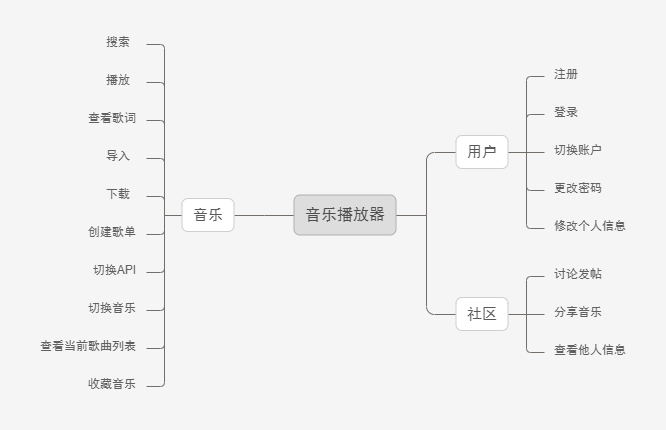 音乐播放器
音乐
搜索
播放
查看歌词
导入
下载
创建歌单
切换API
切换音乐
查看当前歌曲列表
收藏音乐
用户
注册
登录
切换账户
更改密码
修改个人信息
社区
讨论发帖
分享音乐
查看他人信息